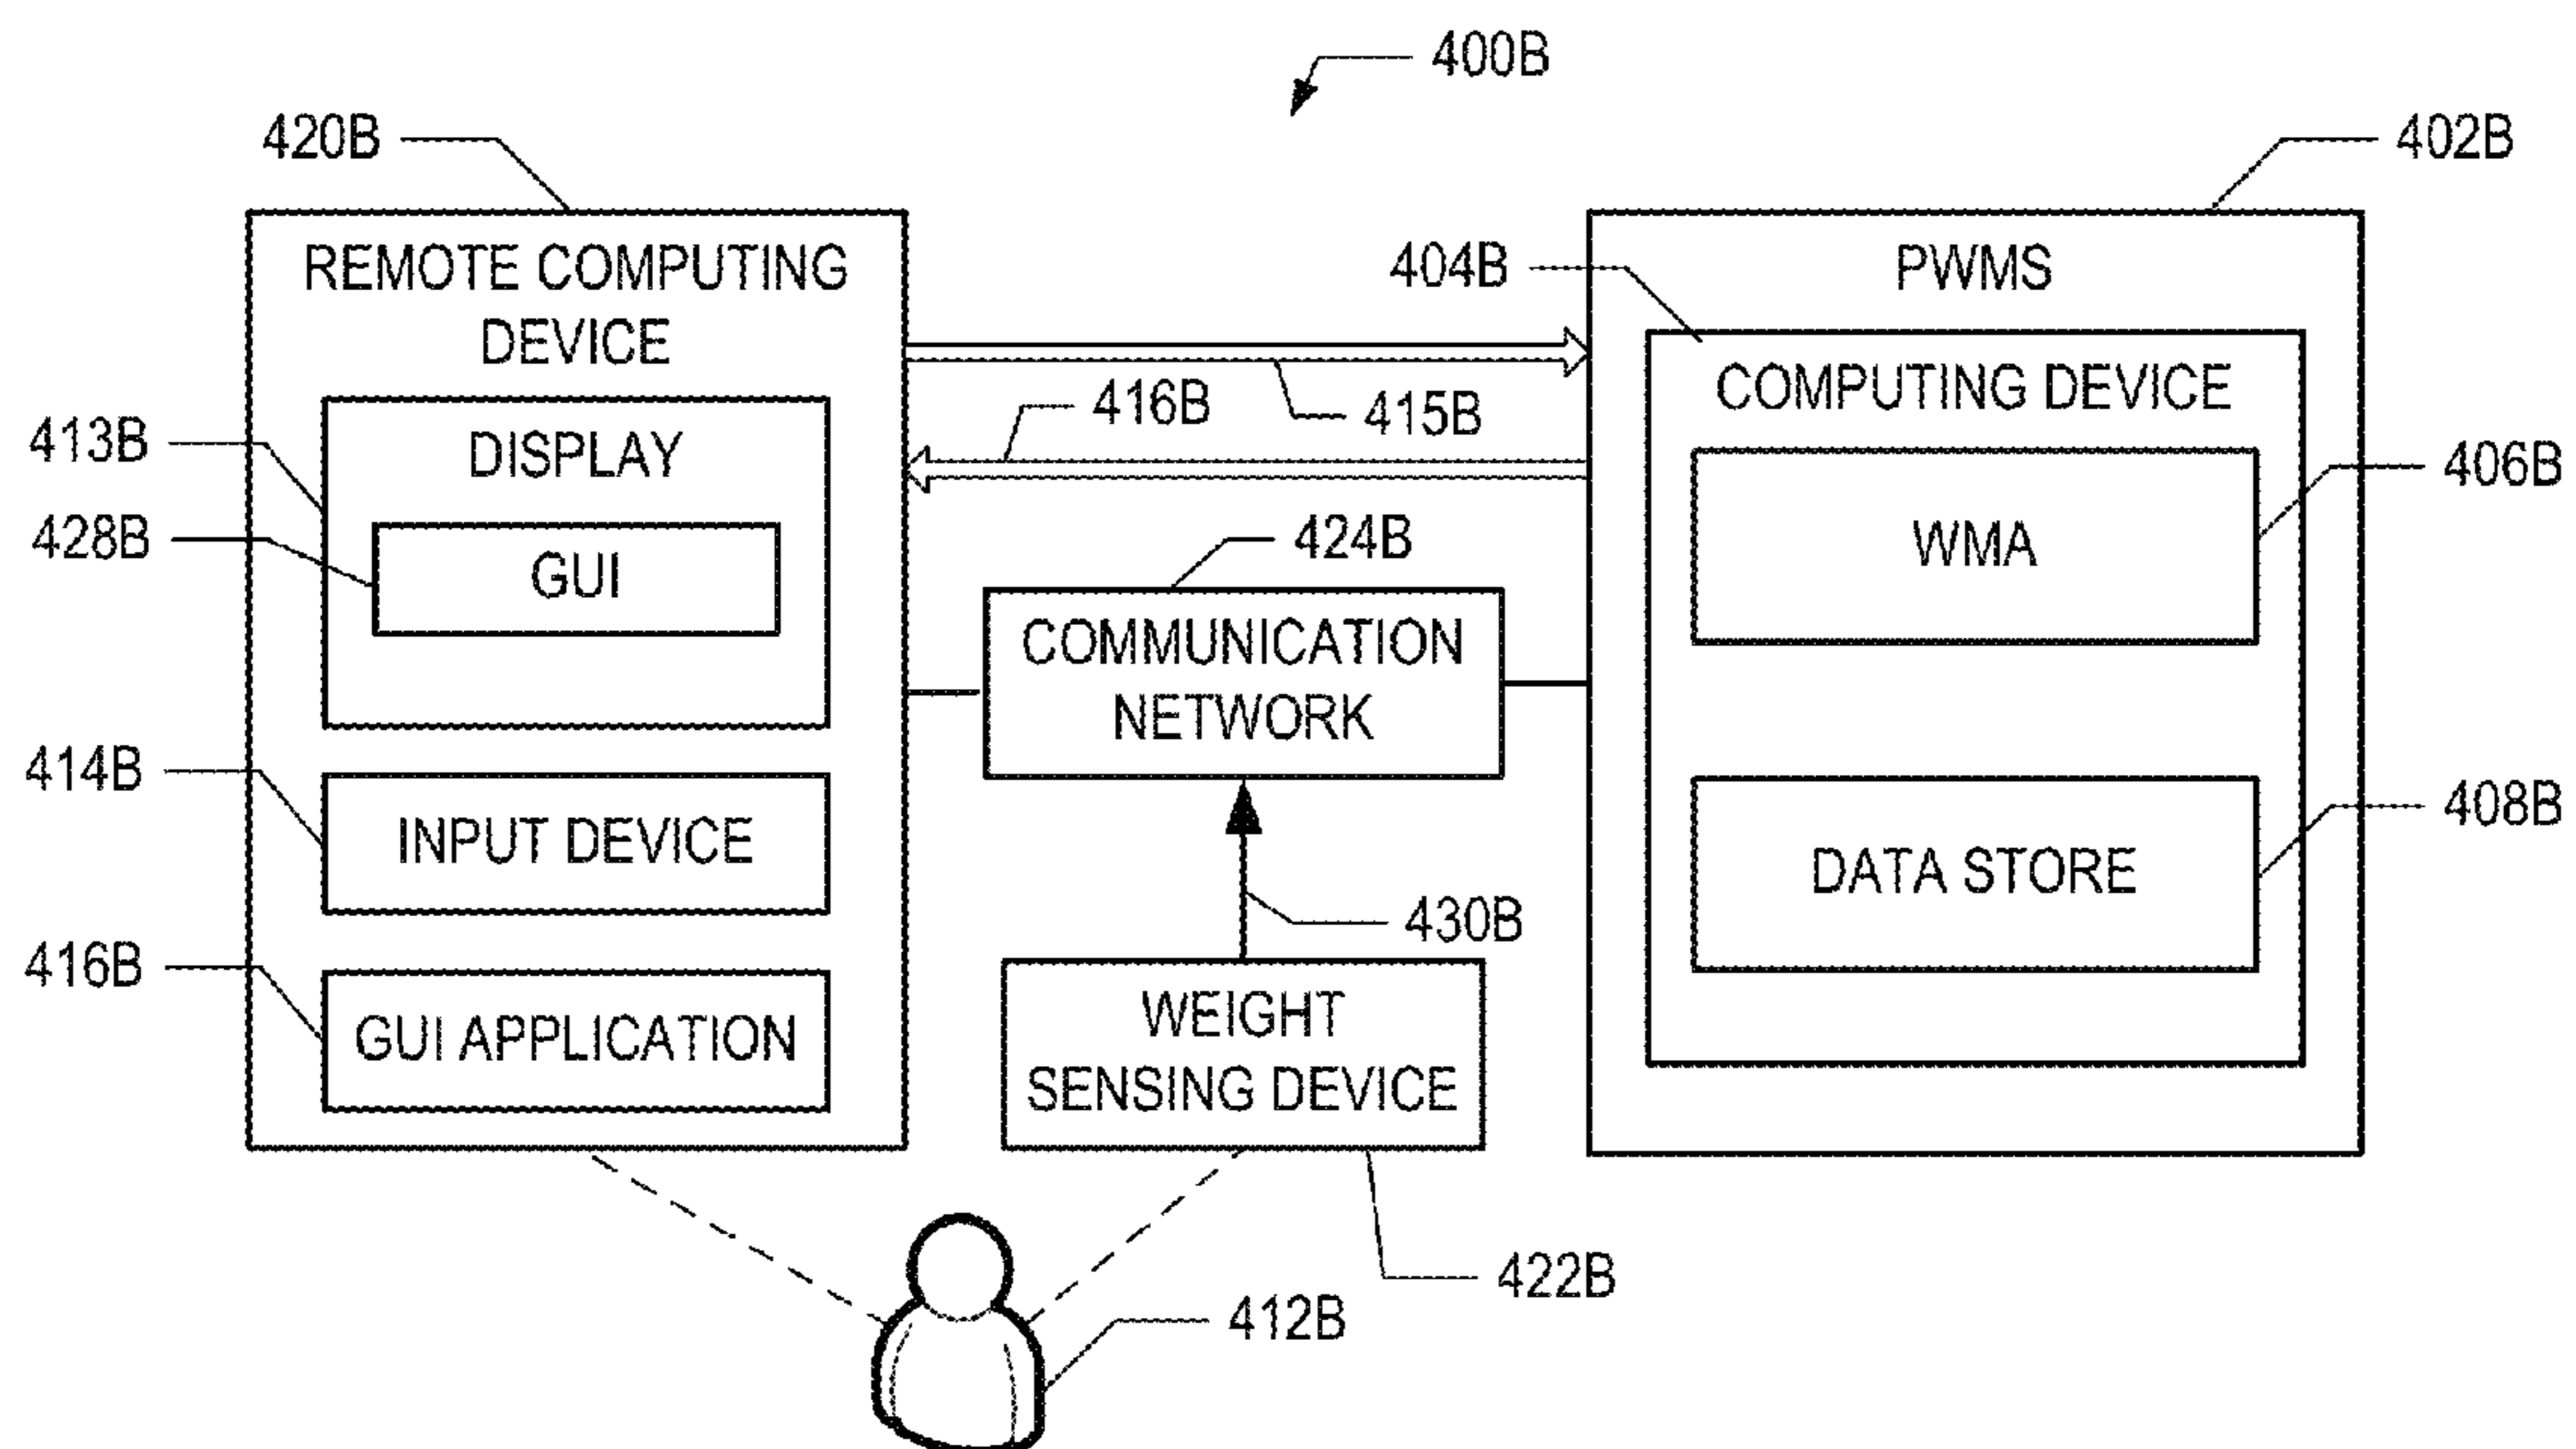 400B
420B
402B
REMOTE COMPUTING
DEVICE
404B
PWMS
COMPUTING DEVICE
416B
415B
413B
DISPLAY
406B
428B
GUI
424B
WMA
COMMUNICATION
NETWORK
414B
INPUT DEVICE
408B
DATA STORE
430B
416B
GUI APPLICATION
WEIGHT
SENSING DEVICE
422B
412B